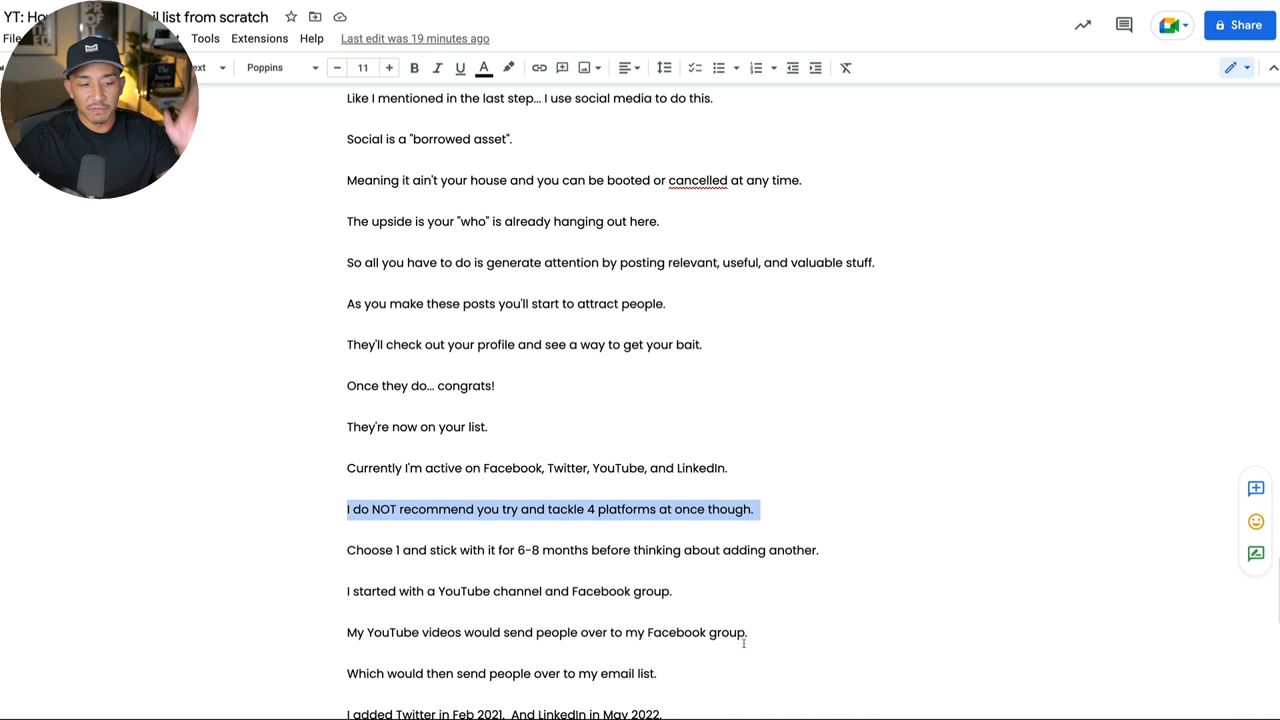 YT: Ho
il list from scratch
File
t
Tools
Extensions
Help
Last edit was 19 minutes ago
Share
ext
Poppins
11
Like I mentioned in the last step... I use social media to do this.
Social is a "borrowed asset".
Meaning it ain't your house and you can be booted or cancelled at any time.
The upside is your "who" is already hanging out here.
So all you have to do is generate attention by posting relevant, useful, and valuable stuff.
As you make these posts you'll start to attract people.
They'll check out your profile and see a way to get your bait.
Once they do... congrats!
They're now on your list.
Currently I'm active on Facebook, Twitter, YouTube, and LinkedIn.
I do NOT recommend you try and tackle 4 platforms at once though.
Choose 1 and stick with it for 6-8 months before thinking about adding another.
I started with a YouTube channel and Facebook group.
My YouTube videos would send people over to my Facebook group.
Which would then send people over to my email list.
I added Twitter in Feb 2021. And LinkedIn in May 2022.